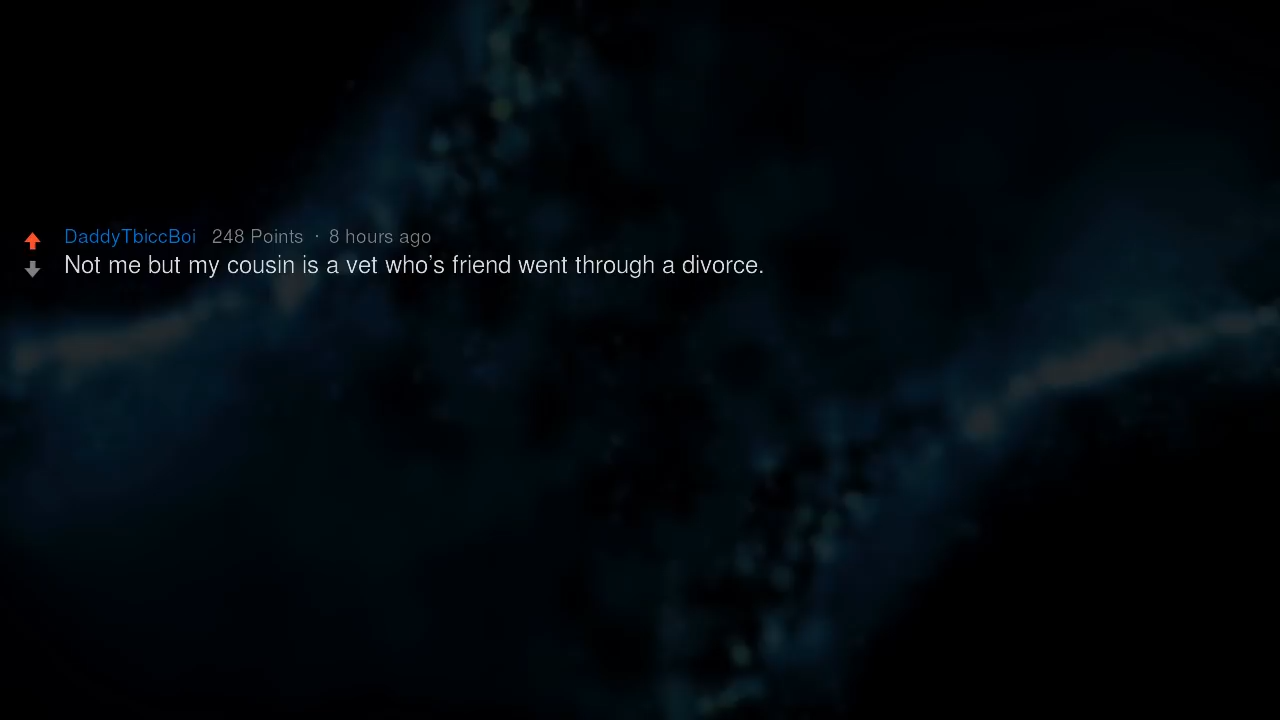 DaddyTbiccBoi 248 Points · 8 hours ago
Not me but my cousin is a vet who's friend went through a divorce.